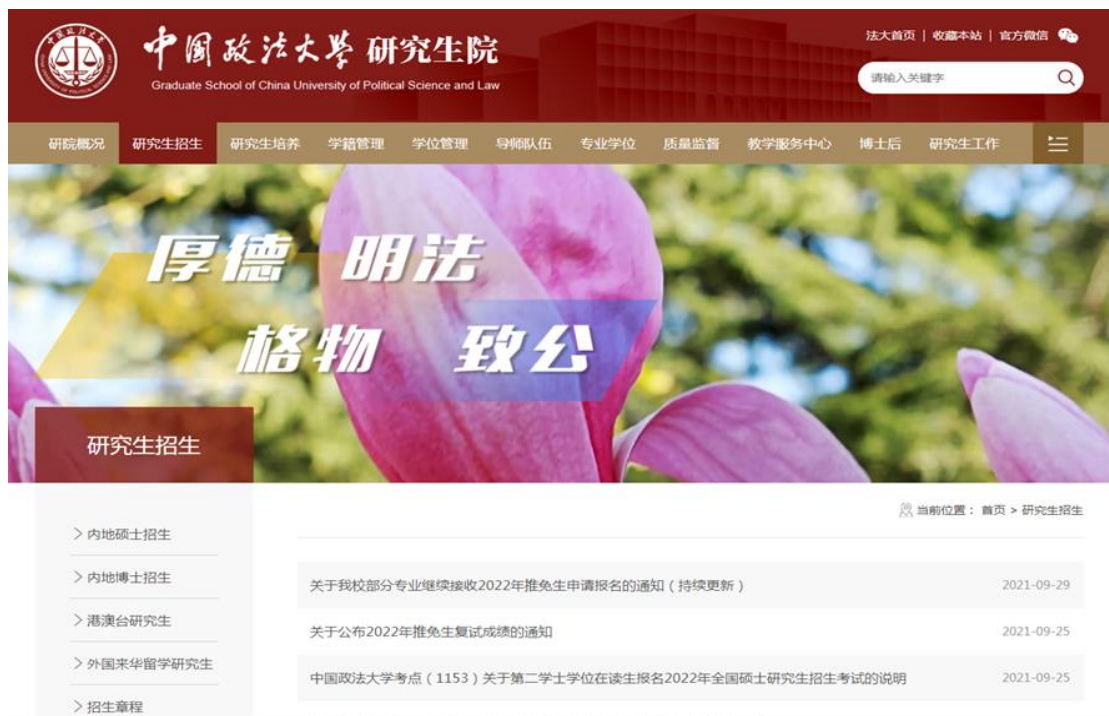 中国政法大学 研究生院
Graduate School of China University of Political Science and Law
法大首页 | 收藏本站 | 官方微信
请输入关键字
研院概况 研究生招生 研究生培养 学籍管理 学位管理 导师队伍 专业学位 质量监督 教学服务中心 博士后 研究生工作
厚德 明法
格物 致公
研究生招生
当前位置： 首页 > 研究生招生
> 内地硕士招生
> 内地博士招生
> 港澳台研究生
> 外国来华留学研究生
> 招生章程
关于我校部分专业继续接收2022年推免生申请报名的通知（持续更新） 2021-09-29
关于公布2022年推免生复试成绩的通知 2021-09-25
中国政法大学考点（1153）关于第二学士学位在读生报名2022年全国硕士研究生招生考试的说明 2021-09-25